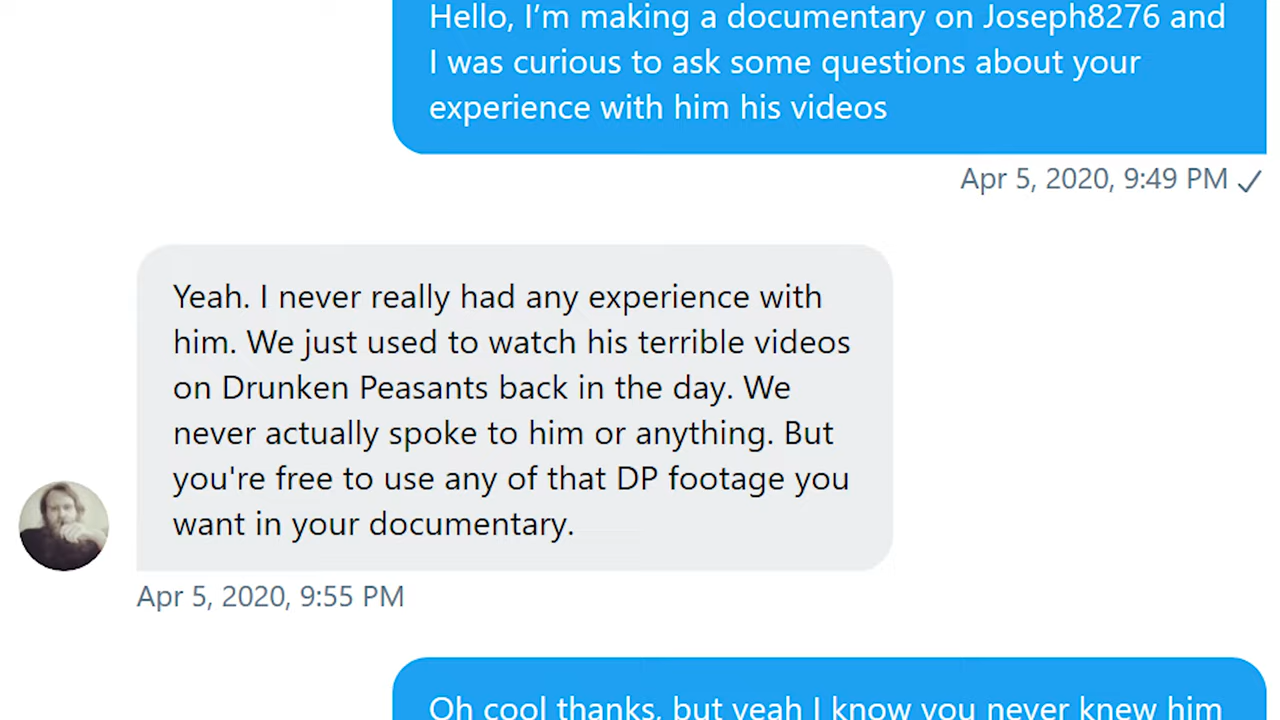 Hello, I’m making a documentary on Joseph8276 and
I was curious to ask some questions about your
experience with him his videos
Apr 5, 2020, 9:49 PM
Yeah. I never really had any experience with
him. We just used to watch his terrible videos
on Drunken Peasants back in the day. We
never actually spoke to him or anything. But
you're free to use any of that DP footage you
want in your documentary.
Apr 5, 2020, 9:55 PM
Oh cool thanks, but yeah I know you never knew him